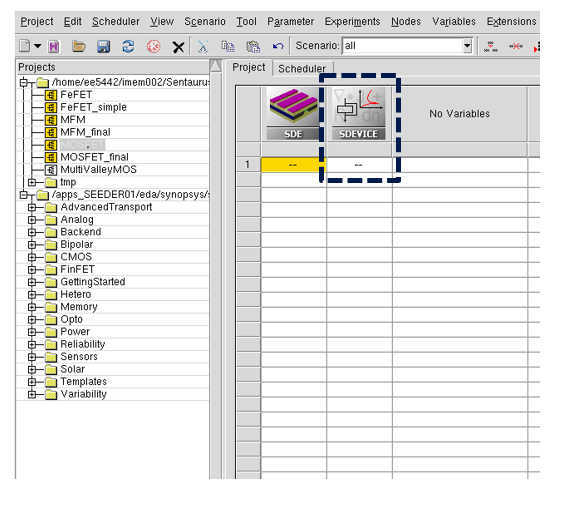 Project Edit Scheduler View Scenario Tool Parameter Experiments Nodes Variables Extensions
Scenario: all
Projects
Project Scheduler
/home/ee5442/imem002/Sentaurus
FeFET
FeFET_simple
MFM
MFM_final
MOSFET
MOSFET_final
MultiValleyMOS
tmp
/apps_SEEDER01/eda/synopsys/s
AdvancedTransport
Analog
Backend
Bipolar
CMOS
FinFET
GettingStarted
Hetero
Memory
Opto
Power
Reliability
Sensors
Solar
Templates
Variability
SDE SDEVICE No Variables
1 -- --